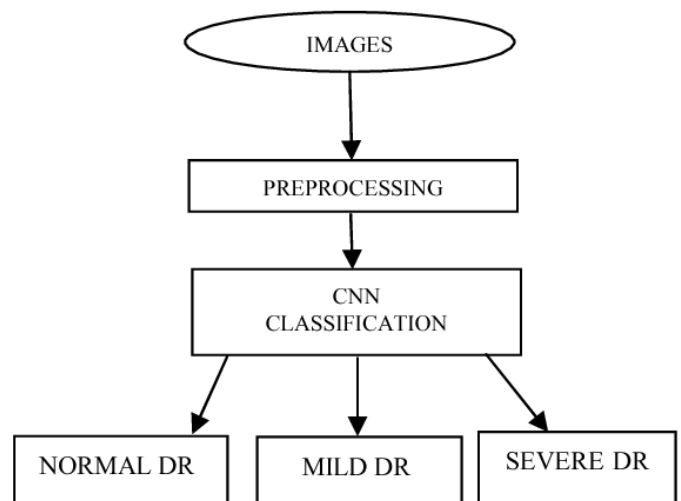 IMAGES
PREPROCESSING
CNN
CLASSIFICATION
NORMAL DR
MILD DR
SEVERE DR